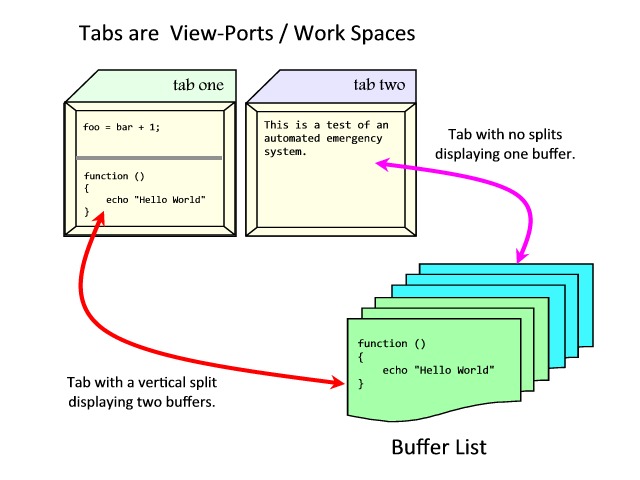 Tabs are  View-Ports / Work Spaces
tab one
foo = bar + 1;
function ()
{
echo "Hello World"
}
tab two
This is a test of an
automated emergency
system.
Tab with no splits
displaying one buffer.
Tab with a vertical split
displaying two buffers.
function ()
{
echo "Hello World"
}
Buffer List